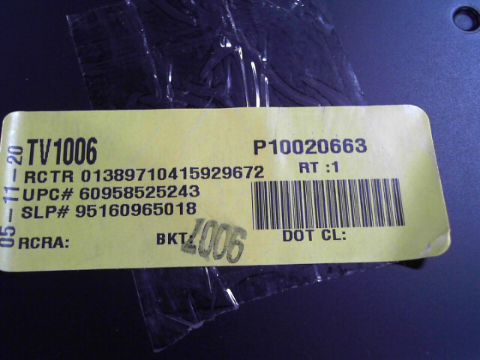 TV1006
P10020663
RCTR 01389710415929672
RT :1
UPC# 60958525243
SLP# 95160965018
RCRA:
BKT:
1006
DOT CL:
05-11-20